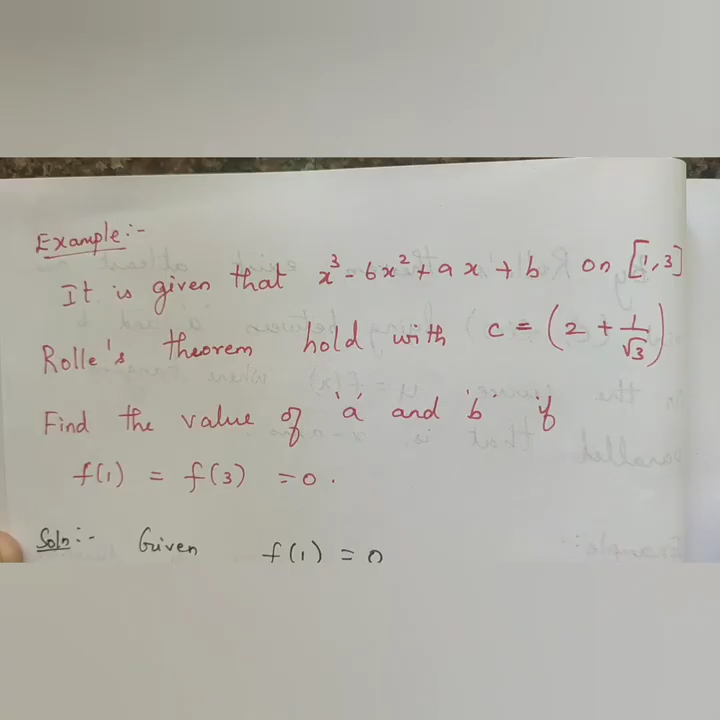 Example:-
It is given that x³-6x²+ax+b on [1,3]
Rolle's theorem hold with c = (2 + 1/√3)
Find the value of 'a' and 'b' if
f(1) = f(3) = 0.
Soln:- Given f(1) = 0